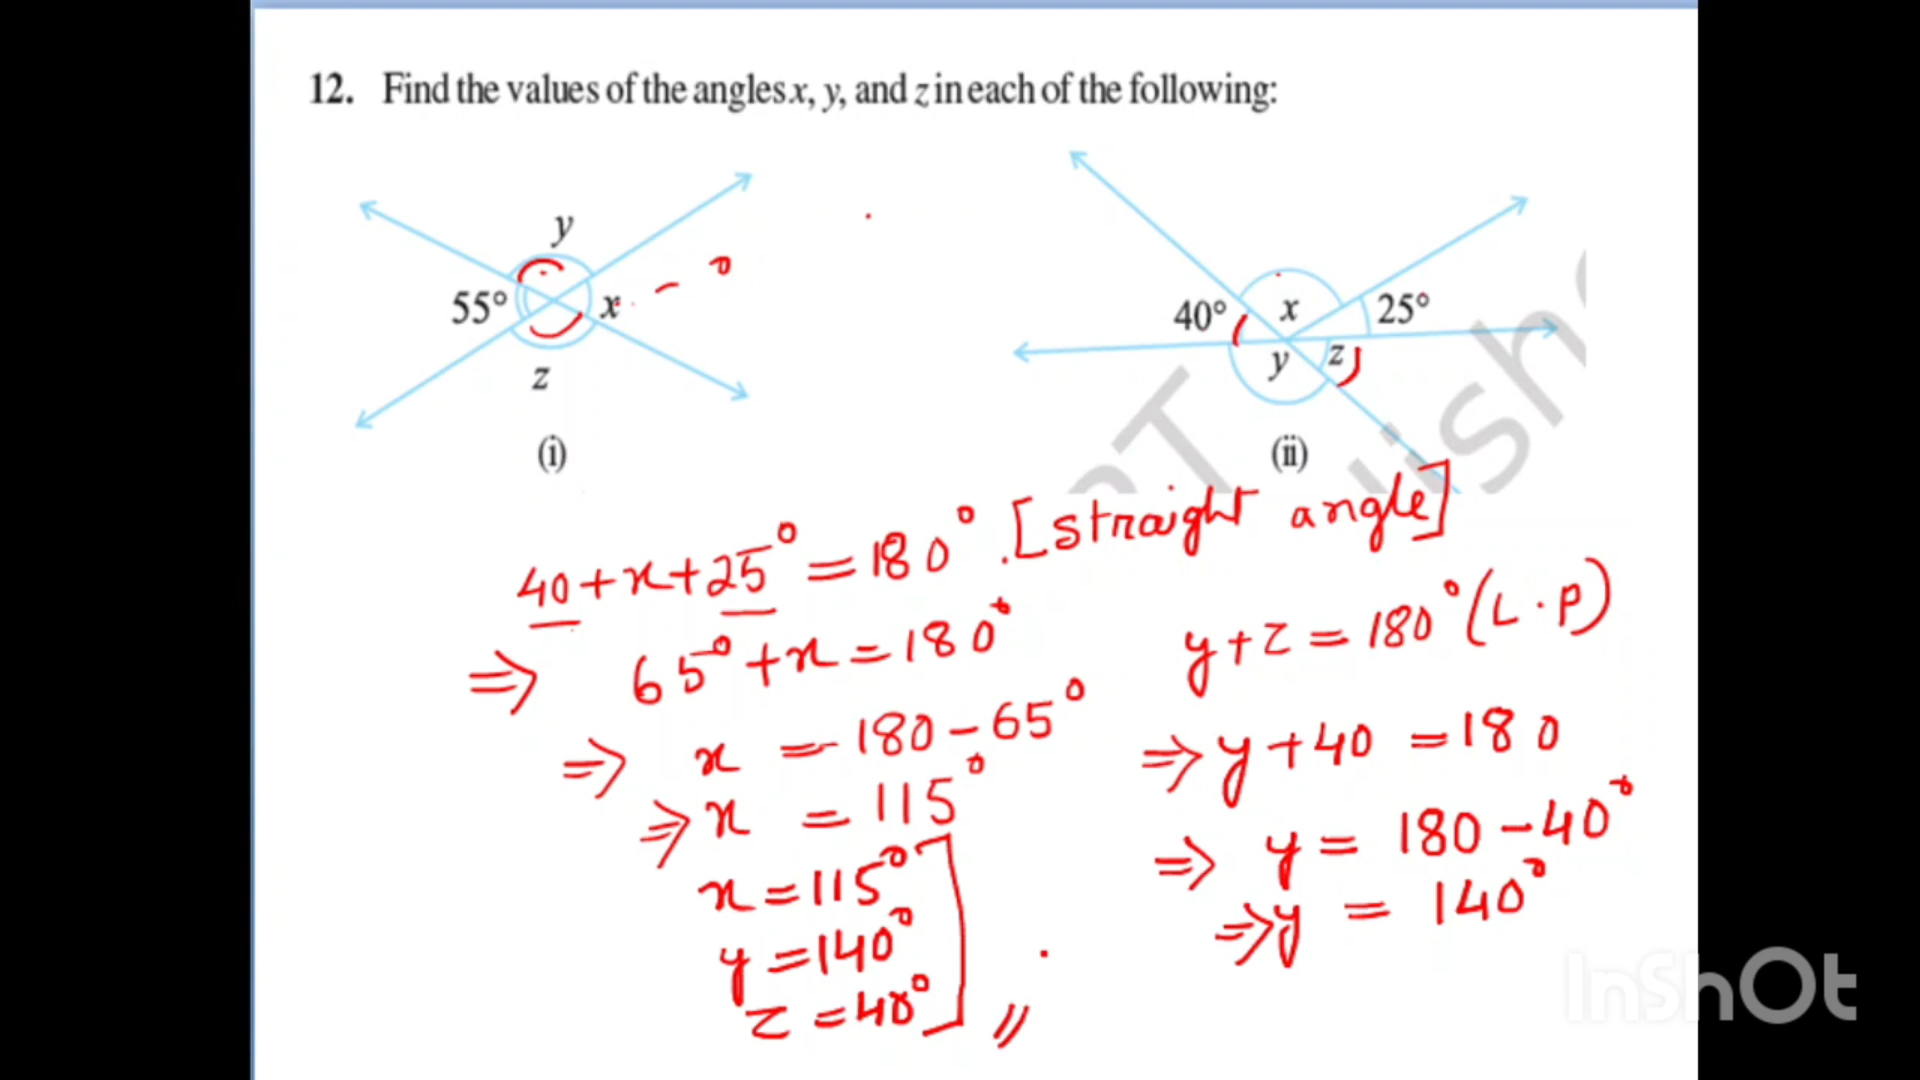 12. Find the values of the angles x, y, and z in each of the following:
y
55°
x
z
(i)
40°
x
25°
y
z
(ii)
40+x+25°=180°.[straight angle]
⇒ 65°+x=180°
⇒ x = 180-65°
⇒ x = 115°
x=115°
y=140°
z=40°
y+z=180°(L.P)
⇒ y+40=180
⇒ y= 180-40°
⇒ y = 140°
InShOt